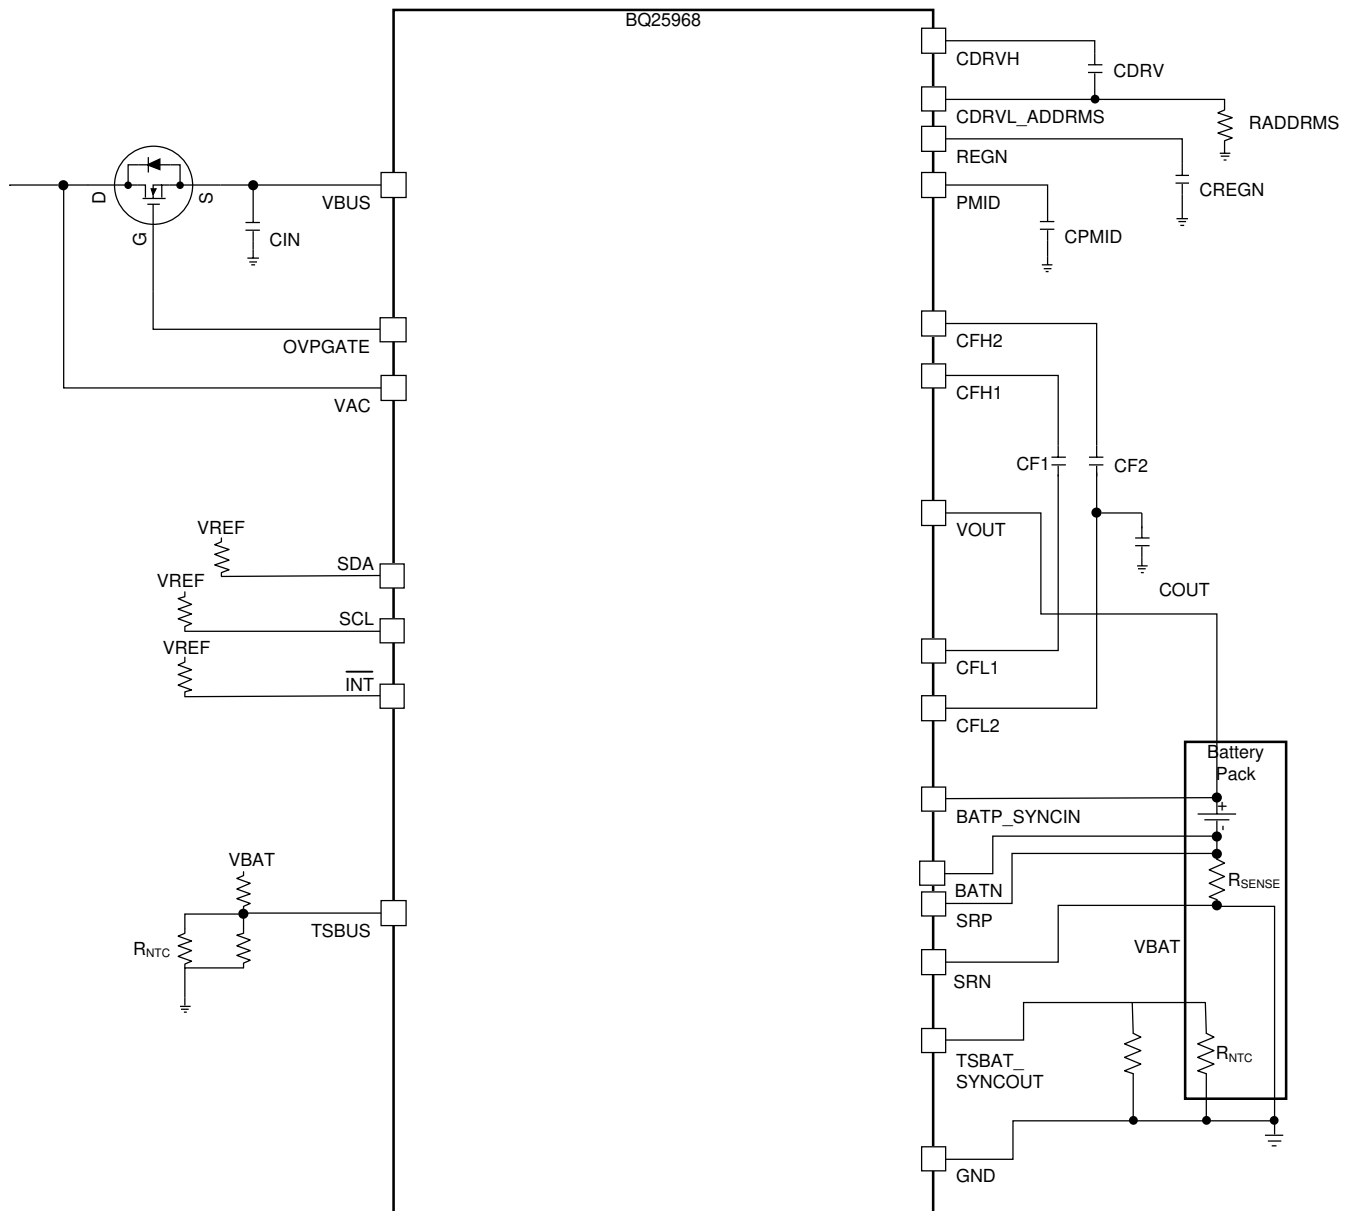 BQ25968
CDRVH
CDRV
CDRVL_ADDRMS
RADDRMS
REGN
CREGN
PMID
CPMID
D
S
G
VBUS
CIN
OVPGATE
VAC
CFH2
CFH1
CF1
CF2
VOUT
COUT
VREF
SDA
VREF
SCL
VREF
INT
CFL1
CFL2
Battery
Pack
BATP_SYNCIN
+
-
BATN
SRP
RSENSE
VBAT
TSBUS
RNTC
SRN
VBAT
TSBAT_
SYNCOUT
RNTC
GND